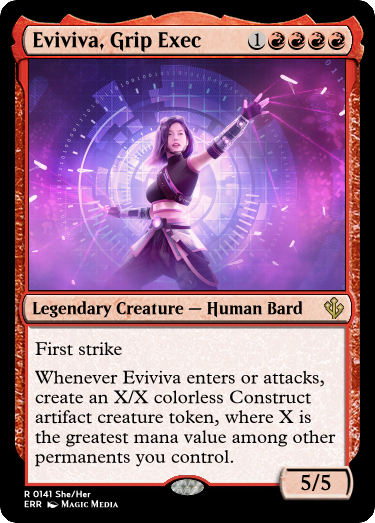 Eviviva, Grip Exec 1
011
Legendary Creature — Human Bard
First strike
Whenever Eviviva enters or attacks,
create an X/X colorless Construct
artifact creature token, where X is
the greatest mana value among other
permanents you control.
5/5
R 0141 She/Her
ERR Magic Media